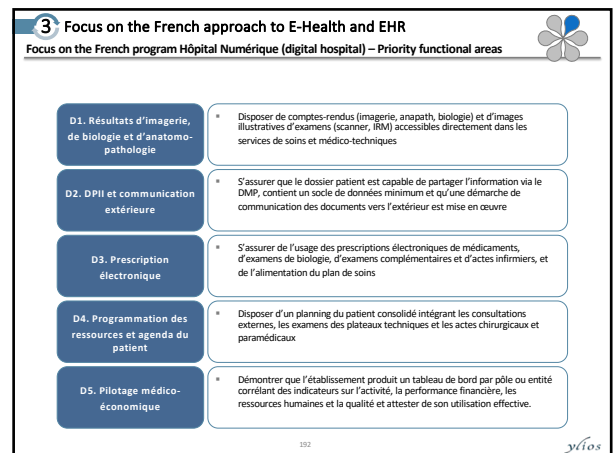 3 Focus on the French approach to E-Health and EHR
Focus on the French program Hôpital Numérique (digital hospital) – Priority functional areas
D1. Résultats d'imagerie,
de biologie et d'anatomo-
pathologie
Disposer de comptes-rendus (imagerie, anapath, biologie) et d'images
illustratives d'examens (scanner, IRM) accessibles directement dans les
services de soins et médico-techniques
D2. DPII et communication
extérieure
S'assurer que le dossier patient est capable de partager l'information via le
DMP, contient un socle de données minimum et qu'une démarche de
communication des documents vers l'extérieur est mise en œuvre
D3. Prescription
électronique
S'assurer de l'usage des prescriptions électroniques de médicaments,
d'examens de biologie, d'examens complémentaires et d'actes infirmiers, et
de l'alimentation du plan de soins
D4. Programmation des
ressources et agenda du
patient
Disposer d'un planning du patient consolidé intégrant les consultations
externes, les examens des plateaux techniques et les actes chirurgicaux et
paramédicaux
D5. Pilotage médico-
économique
Démontrer que l'établissement produit un tableau de bord par pôle ou entité
corrélant des indicateurs sur l'activité, la performance financière, les
ressources humaines et la qualité et attester de son utilisation effective.
192
ylios